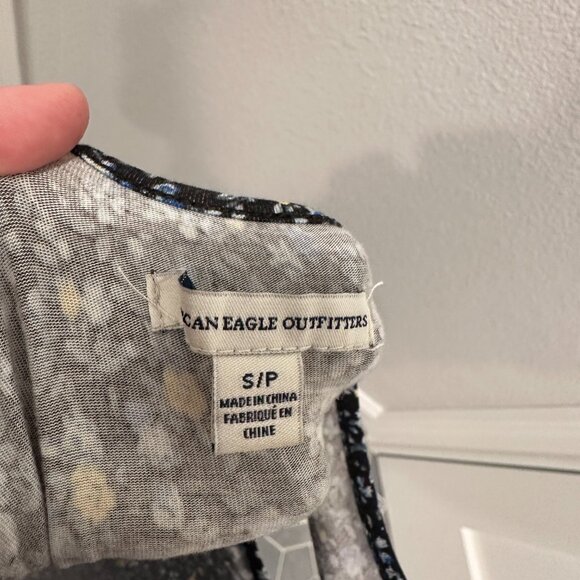 CAN EAGLE OUTFITTERS
S/P
MADE IN CHINA
FABRIQUÉ EN
CHINE